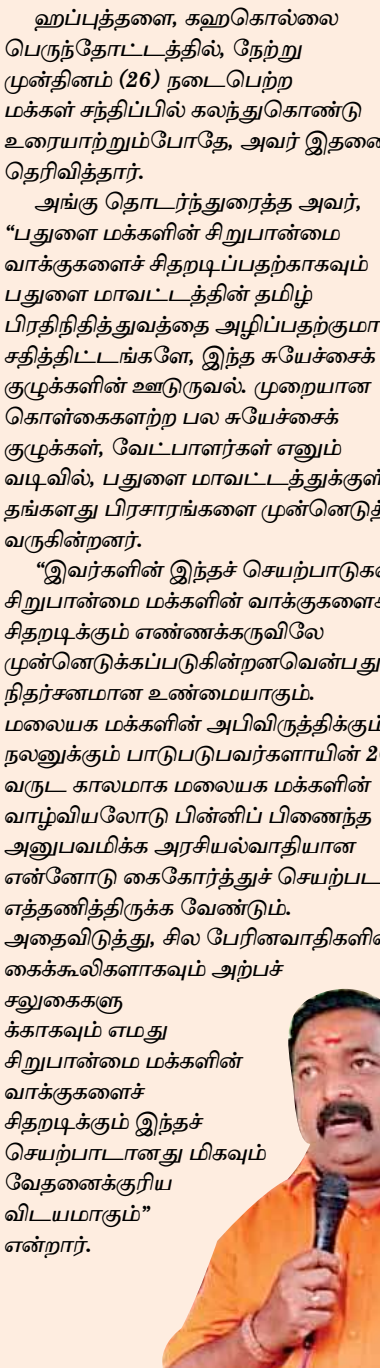 ஹப்புத்தளை, கஹகொல்லை
பெருந்தோட்டத்தில், நேற்று
முன்தினம் (26) நடைபெற்ற
மக்கள் சந்திப்பில் கலந்துகொண்டு
உரையாற்றும்போதே, அவர் இதனை
தெரிவித்தார்.
அங்கு தொடர்ந்துரைத்த அவர்,
“பதுளை மக்களின் சிறுபான்மை
வாக்குகளைச் சிதறடிப்பதற்காகவும்
பதுளை மாவட்டத்தின் தமிழ்
பிரதிநிதித்துவத்தை அழிப்பதற்குமா
சதித்திட்டங்களே, இந்த சுயேச்சைக்
குழுக்களின் ஊடுருவல். முறையான
கொள்கைகளற்ற பல சுயேச்சைக்
குழுக்கள், வேட்பாளர்கள் எனும்
வடிவில், பதுளை மாவட்டத்துக்குள்
தங்களது பிரசாரங்களை முன்னெடுத்
வருகின்றனர்.
“இவர்களின் இந்தச் செயற்பாடுகள
சிறுபான்மை மக்களின் வாக்குகளைச்
சிதறடிக்கும் எண்ணக்கருவிலே
முன்னெடுக்கப்படுகின்றனவென்பது
நிதர்சனமான உண்மையாகும்.
மலையக மக்களின் அபிவிருத்திக்கும்
நலனுக்கும் பாடுபடுபவர்களாயின் 2
வருட காலமாக மலையக மக்களின்
வாழ்வியலோடு பின்னிப் பிணைந்த
அனுபவமிக்க அரசியல்வாதியான
என்னோடு கைகோர்த்துச் செயற்பட
எத்தணித்திருக்க வேண்டும்.
அதைவிடுத்து, சில பேரினவாதிகளின்
கைக்கூலிகளாகவும் அற்பச்
சலுகைகளு
க்காகவும் எமது
சிறுபான்மை மக்களின்
வாக்குகளைச்
சிதறடிக்கும் இந்தச்
செயற்பாடானது மிகவும்
வேதனைக்குரிய
விடயமாகும்”
என்றார்.